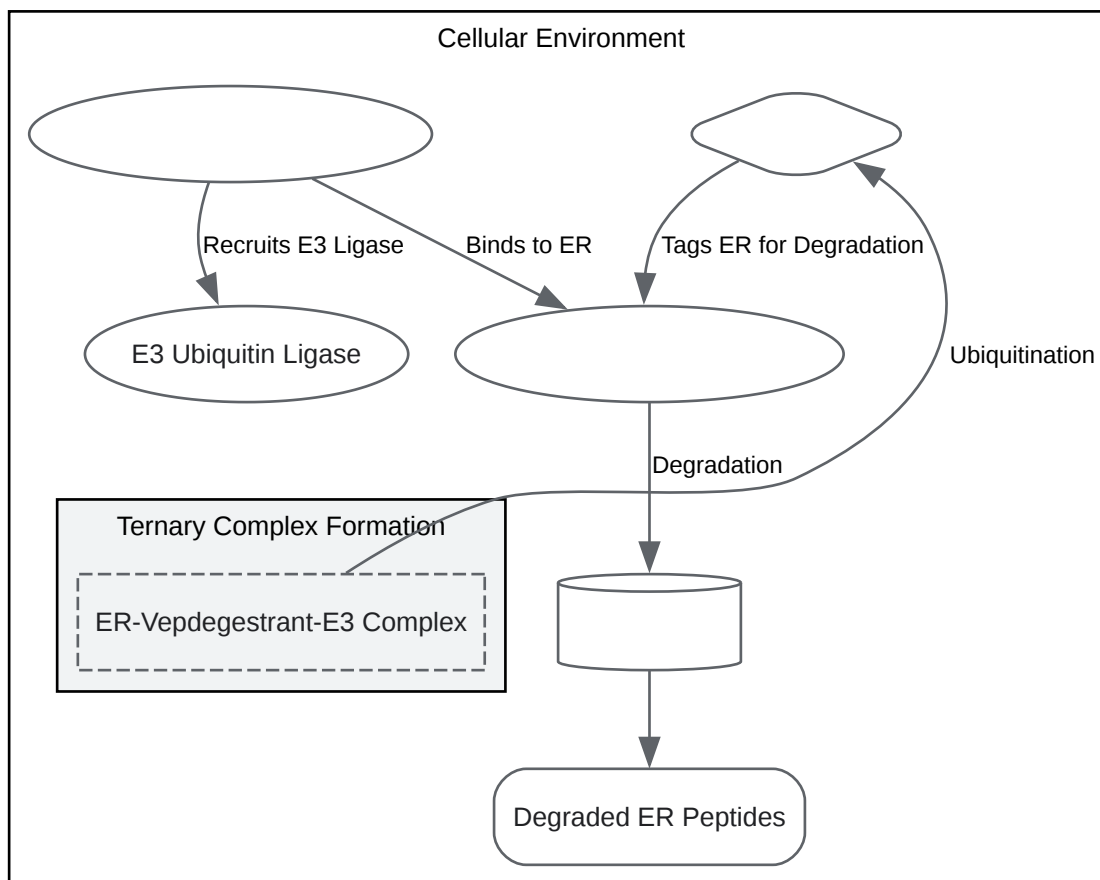 Cellular Environment
Recruits E3 Ligase
Binds to ER
Tags ER for Degradation
E3 Ubiquitin Ligase
Ubiquitination
Degradation
Ternary Complex Formation
ER-Vepdegestrant-E3 Complex
Degraded ER Peptides